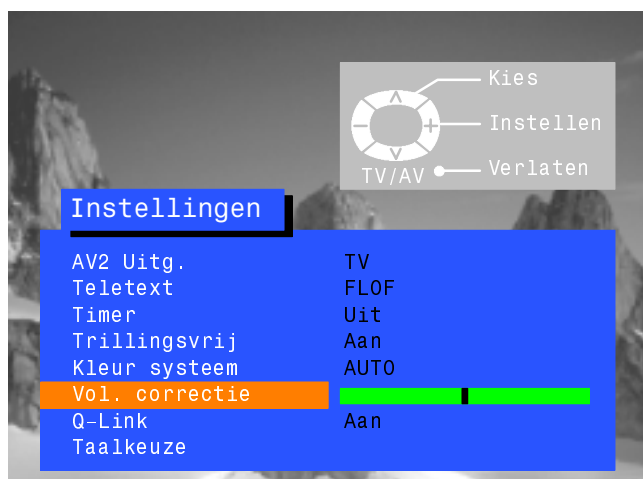 Kies
Instellen
TV/AV Verlaten
Instellingen
AV2 Uitg. TV
Teletext FLOF
Timer Uit
Trillingsvrij Aan
Kleur systeem AUTO
Vol. correctie
Q-Link Aan
Taalkeuze